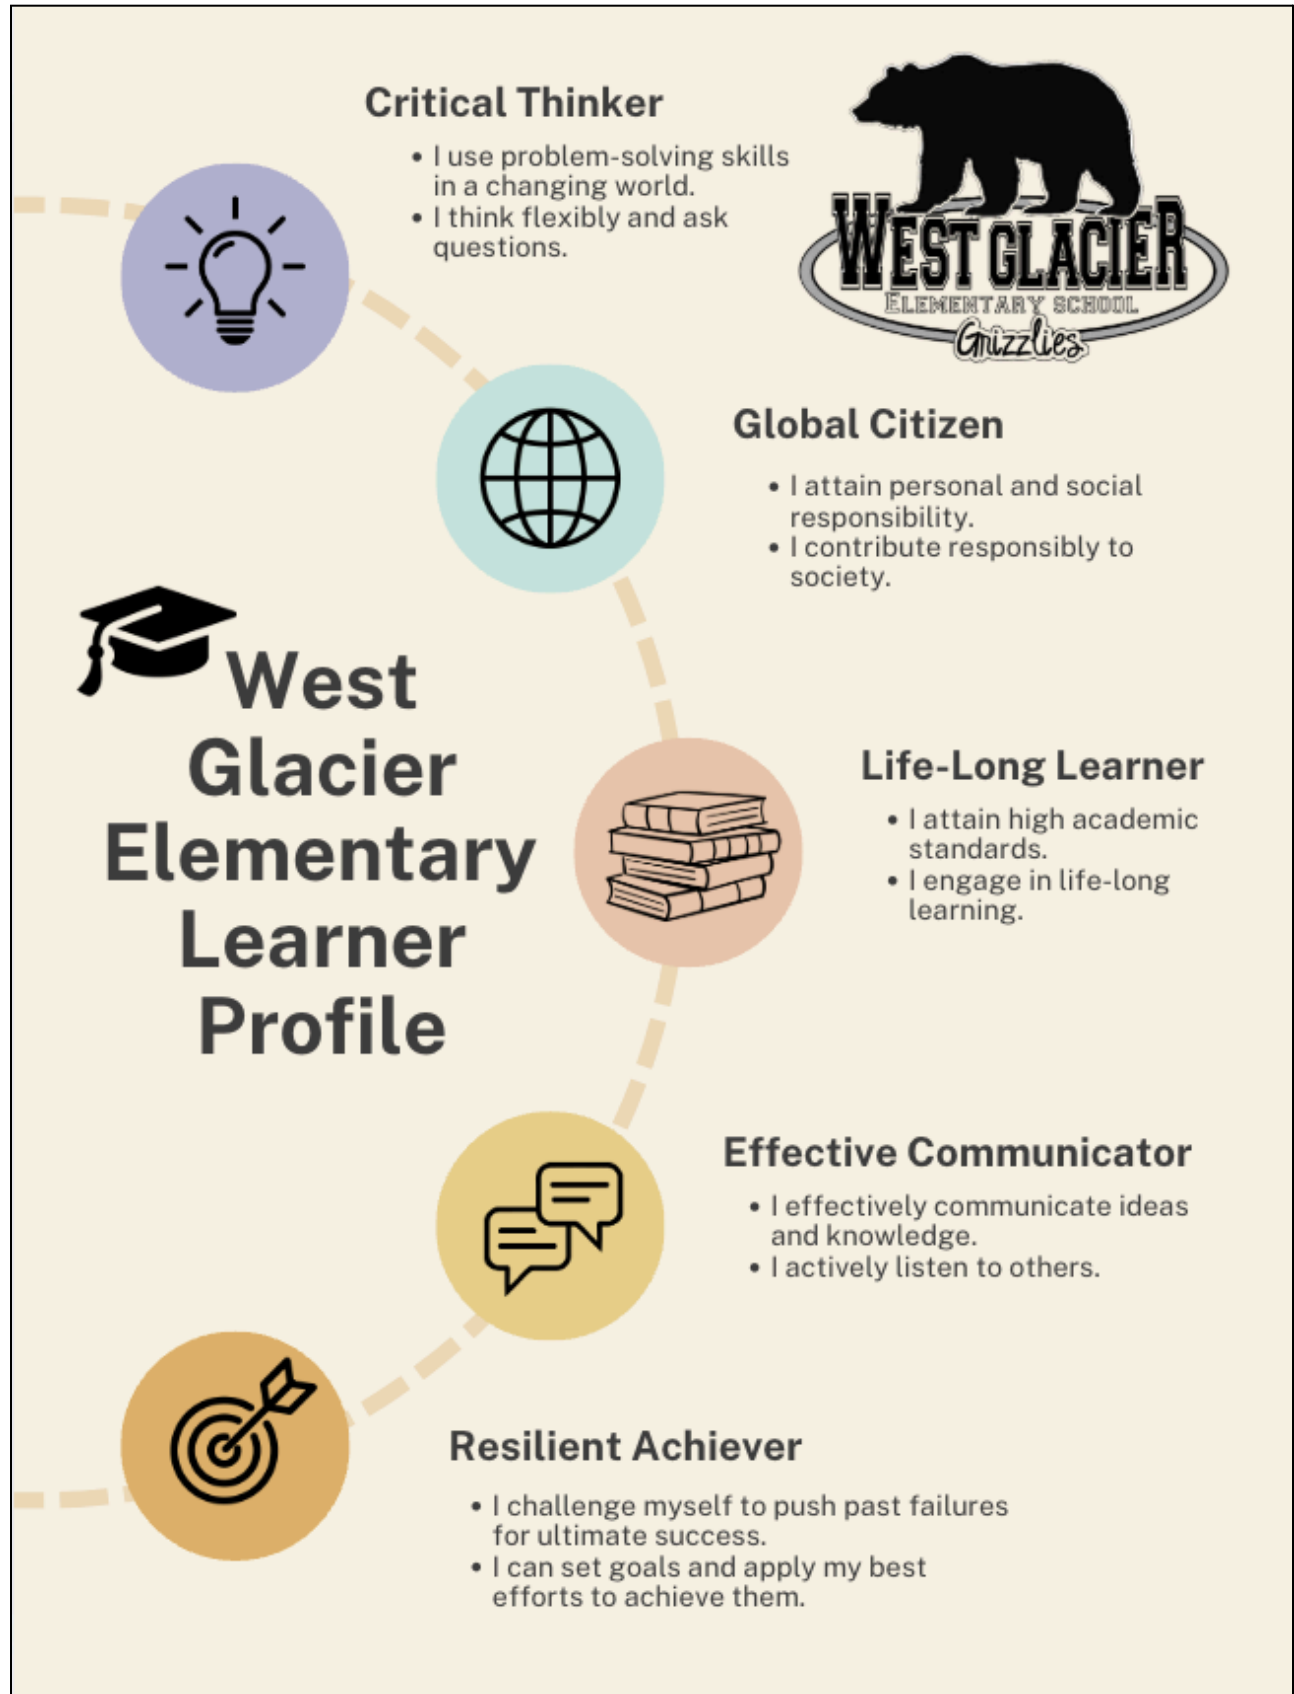 Critical Thinker
• I use problem-solving skills
in a changing world.
• I think flexibly and ask
questions.
WEST GLACIER
ELEMENTARY SCHOOL
Grizzlies
Global Citizen
• I attain personal and social
responsibility.
• I contribute responsibly to
society.
West
Glacier
Elementary
Learner
Profile
Life-Long Learner
• I attain high academic
standards.
• I engage in life-long
learning.
Effective Communicator
• I effectively communicate ideas
and knowledge.
• I actively listen to others.
Resilient Achiever
• I challenge myself to push past failures
for ultimate success.
• I can set goals and apply my best
efforts to achieve them.